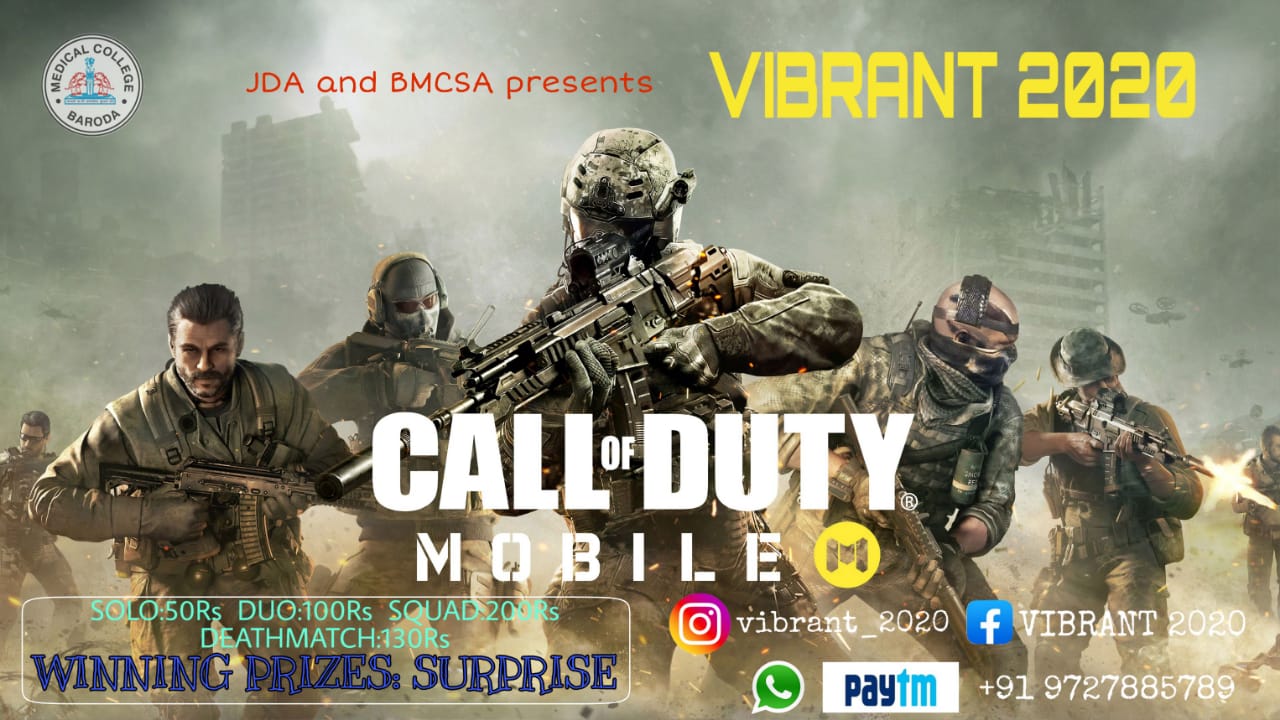 MEDICAL COLLEGE
BARODA
JDA and BMCSA presents
VIBRANT 2020
CALL OF DUTY®
MOBILE
SOLO:50Rs DUO:100Rs SQUAD:200Rs
DEATHMATCH:130Rs
WINNING PRIZES: SURPRISE
vibrant_2020
VIBRANT 2020
paytm
+91 9727885789